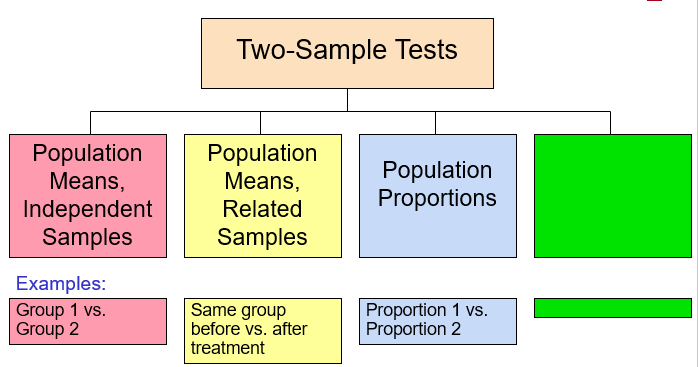 Two-Sample Tests
Population
Means,
Independent
Samples
Population
Means,
Related
Samples
Population
Proportions
Examples:
Group 1 vs.
Group 2
Same group
before vs. after
treatment
Proportion 1 vs.
Proportion 2